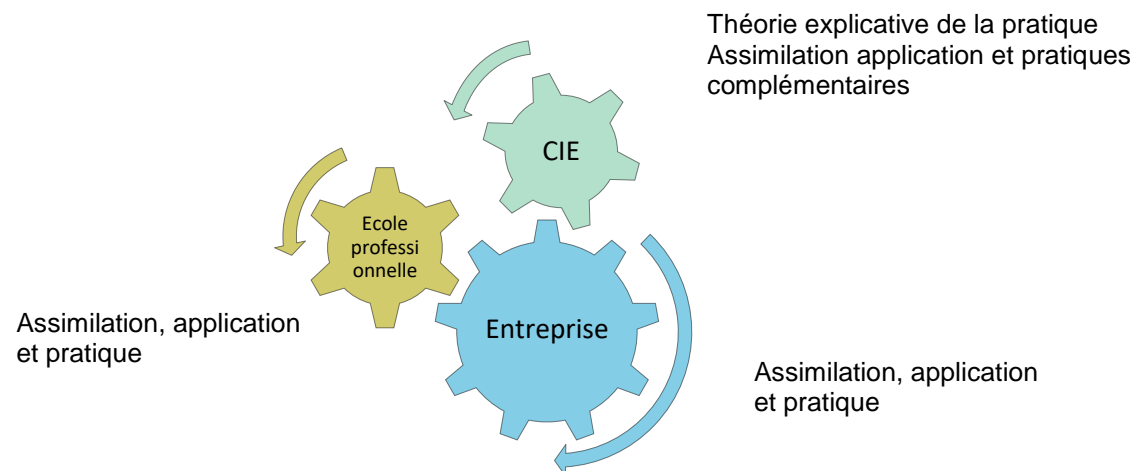 Théorie explicative de la pratique
Assimilation application et pratiques
complémentaires
CIE
Ecole
professi
onnelle
Assimilation, application
et pratique
Entreprise
Assimilation, application
et pratique